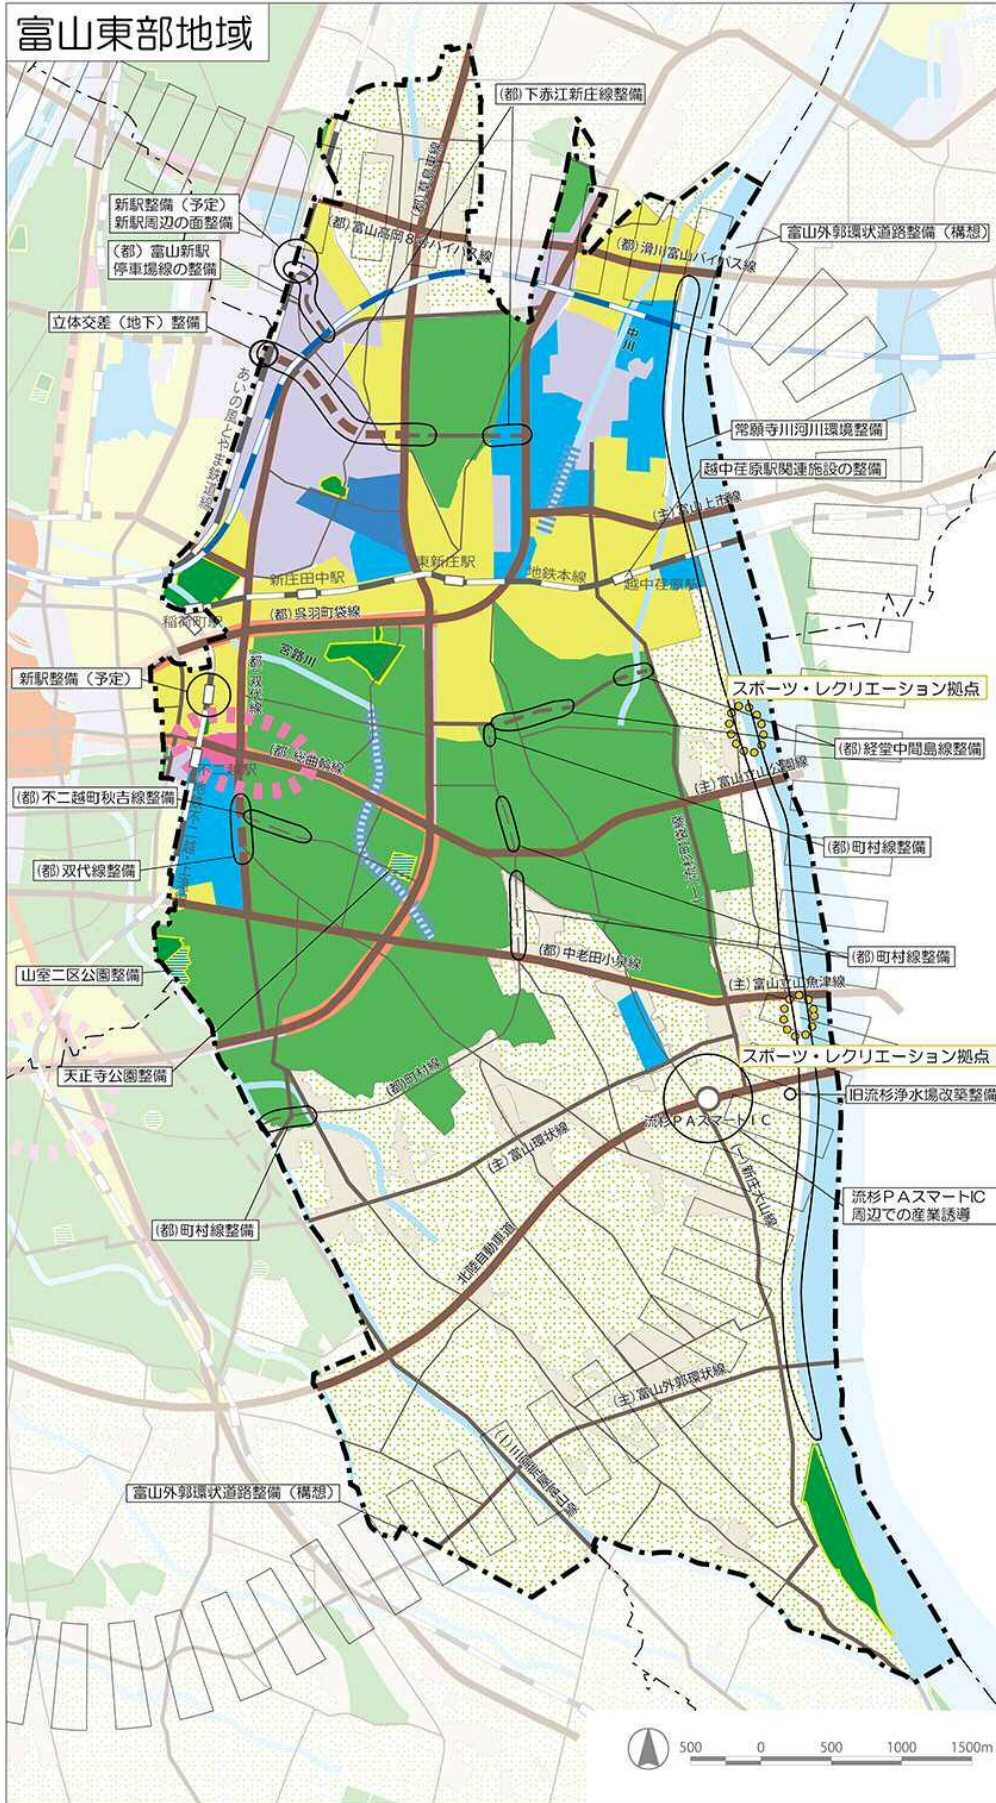 富山東部地域
(都)下赤江新庄線整備
新駅整備（予定）
新駅周辺の面整備
(都)草島東線
(都)富山高岡8号バイパス線
富山外郭環状道路整備（構想）
(都)滑川富山バイパス線
(都）富山新駅
停車場線の整備
立体交差（地下）整備
中川
あいの風とやま鉄道線
常願寺川河川環境整備
越中荏原駅関連施設の整備
(主)富山上市線
東新庄駅
新庄田中駅
地鉄本線
越中荏原駅
稲荷町駅
(都)呉羽町袋線
宮路川
新駅整備（予定）
(都)双代線
スポーツ・レクリエーション拠点
(都)総曲輪線
(都)経堂中間島線整備
不二越駅
(主)富山立山公園線
(都)不二越町秋吉線整備
(都)町村線整備
(都)双代線整備
(都)中老田小泉線
(都)町村線整備
山室二区公園整備
(主)富山立山魚津線
スポーツ・レクリエーション拠点
天正寺公園整備
(都)町村線
旧流杉浄水場改築整備
流杉PAスマートIC
(主)富山環状線
(一)新庄大山線
流杉PAスマートIC
周辺での産業誘導
(都)町村線整備
北陸自動車道
(主)富山外郭環状線
富山外郭環状道路整備（構想）
500 0 500 1000 1500m